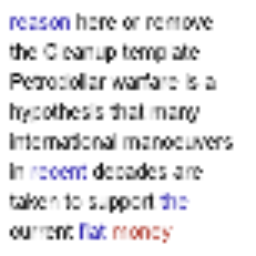 reason here or remove
the Cleanup template
Petrodollar warfare is a
hypothesis that many
international manoeuvers
in recent decades are
taken to support the
current fiat money